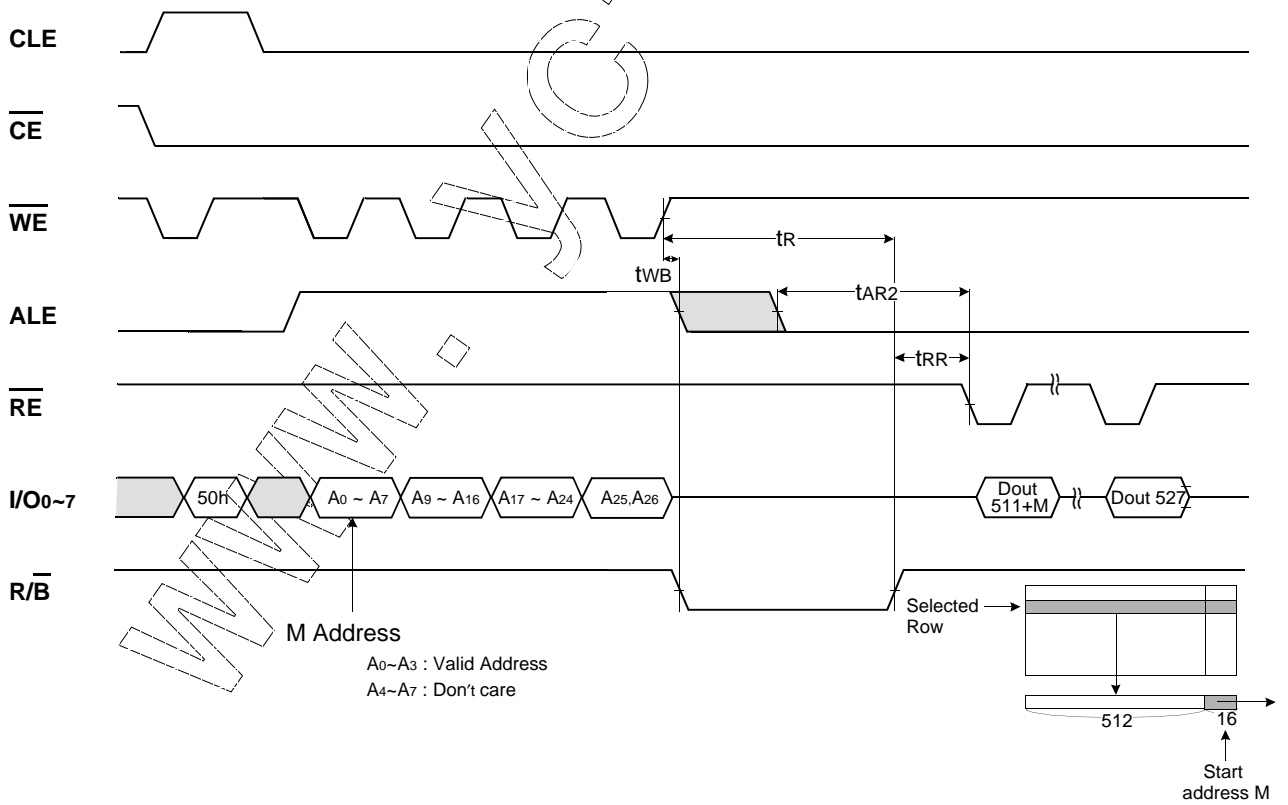 CLE
CE
WE
tR
tWB
ALE
tAR2
tRR
RE
I/O0~7
50h
A0 ~ A7
A9 ~ A16
A17 ~ A24
A25,A26
Dout
511+M
Dout 527
R/B
M Address
A0~A3 : Valid Address
A4~A7 : Don't care
Selected
Row
512
16
Start
address M
www.
y
c